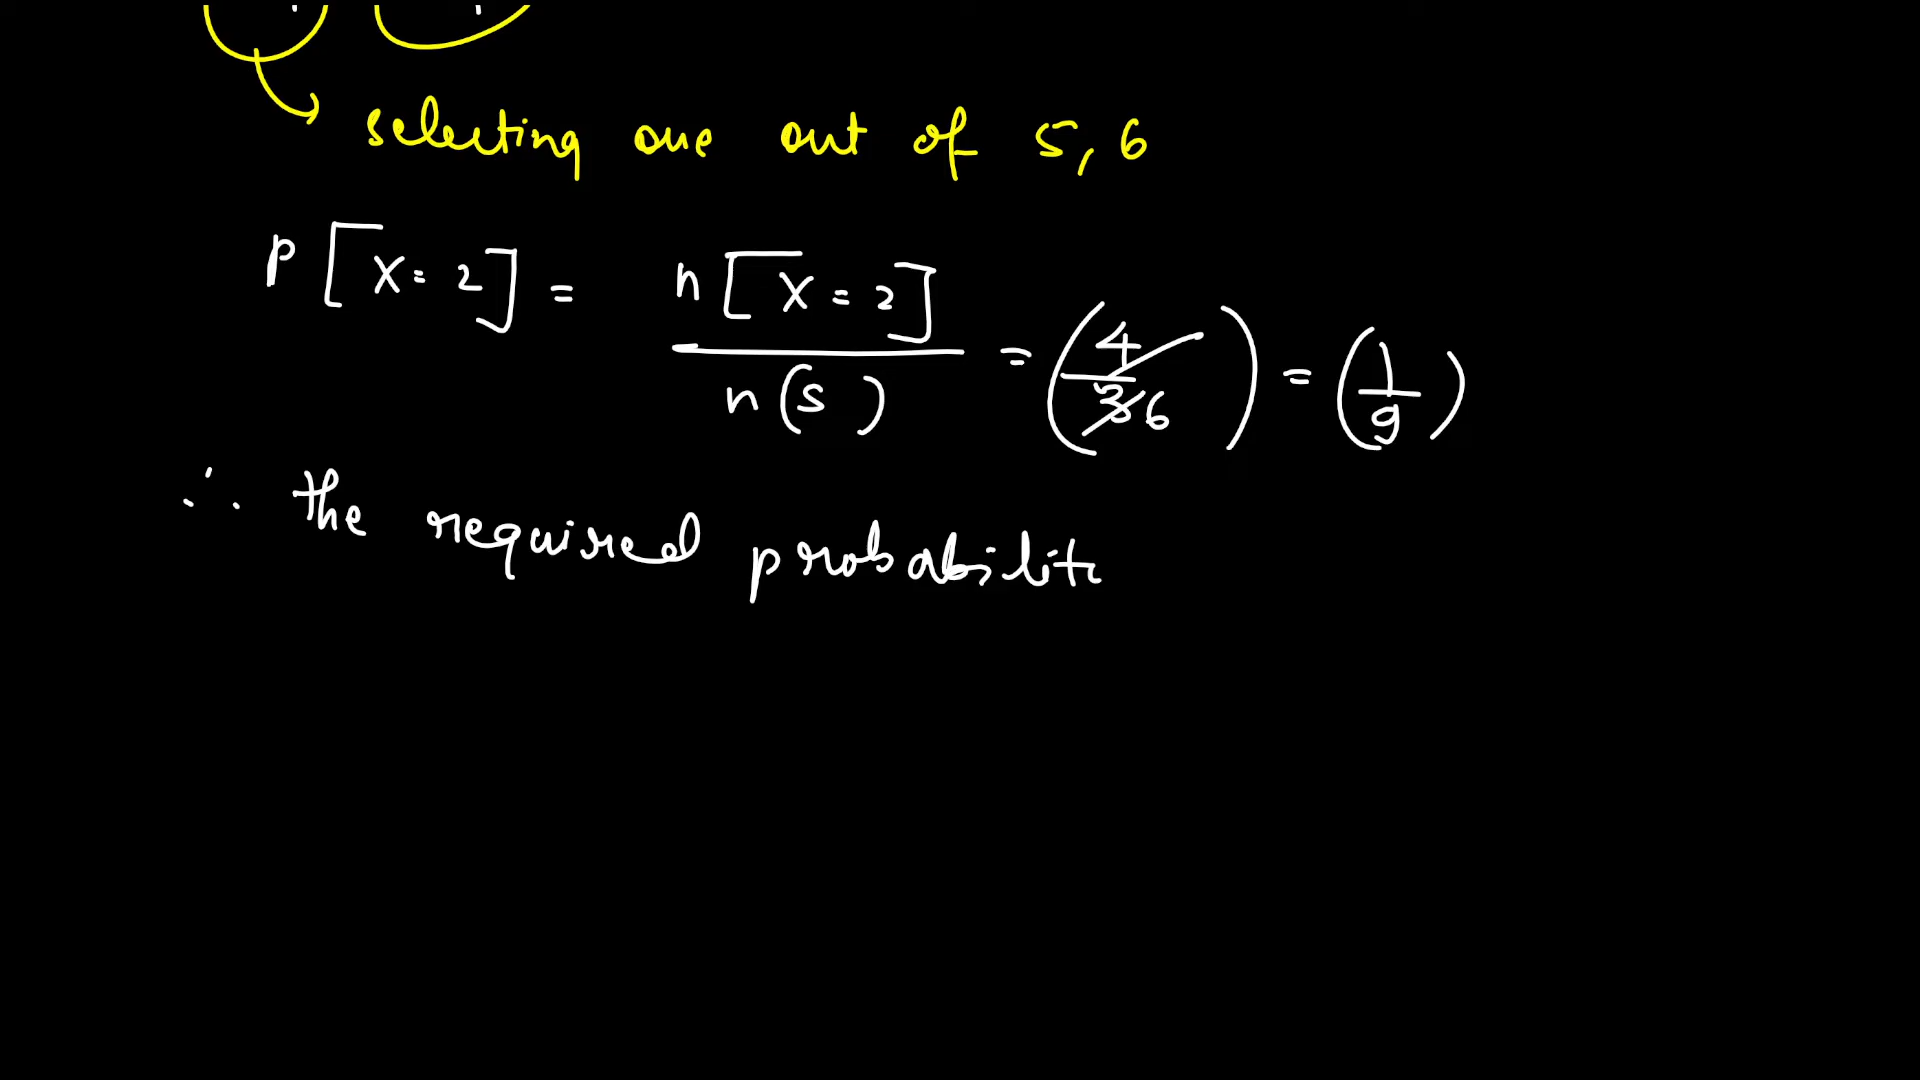 selecting one out of 5, 6
P[X = 2] = n[X = 2] / n(s) = (4/36) = (1/9)
∴ the required probabilit